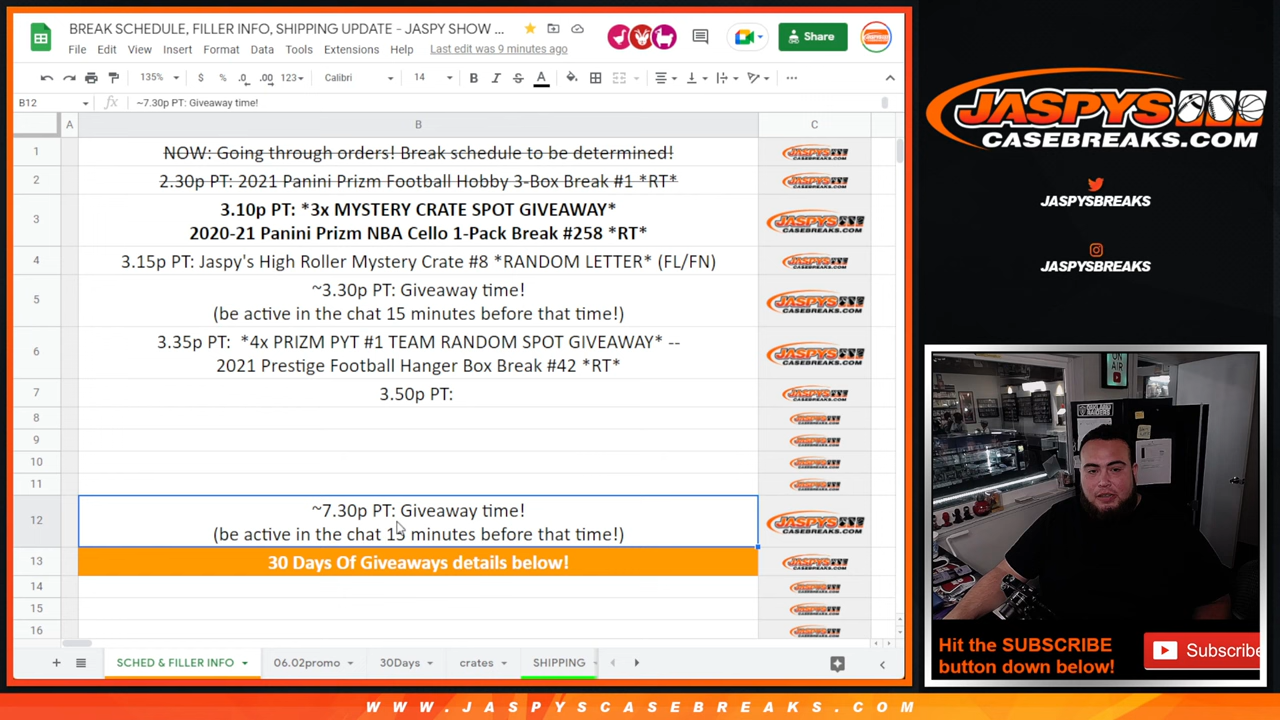 BREAK SCHEDULE, FILLER INFO, SHIPPING UPDATE - JASPY SHOW ...
File Edit View Insert Format Data Tools Extensions Help Last edit was 9 minutes ago
Share
135% $ % .0 .00 123 Calibri 14 B I S A
B12 fx ~7.30p PT: Giveaway time!
A B C
1 NOW: Going through orders! Break schedule to be determined!
2 2.30p PT: 2021 Panini Prizm Football Hobby 3-Box Break #1 *RT*
3 3.10p PT: *3x MYSTERY CRATE SPOT GIVEAWAY*
2020-21 Panini Prizm NBA Cello 1-Pack Break #258 *RT*
4 3.15p PT: Jaspy's High Roller Mystery Crate #8 *RANDOM LETTER* (FL/FN)
5 ~3.30p PT: Giveaway time!
(be active in the chat 15 minutes before that time!)
6 3.35p PT: *4x PRIZM PYT #1 TEAM RANDOM SPOT GIVEAWAY* --
2021 Prestige Football Hanger Box Break #42 *RT*
7 3.50p PT:
8
9
10
11
12 ~7.30p PT: Giveaway time!
(be active in the chat 15 minutes before that time!)
13 30 Days Of Giveaways details below!
14
15
16
SCHED & FILLER INFO 06.02promo 30Days crates SHIPPING
JASPYS
CASEBREAKS.COM
JASPYSBREAKS
JASPYSBREAKS
ON AIR
Hit the SUBSCRIBE
button down below!
Subscribe
WWW.JASPYSCASEBREAKS.COM